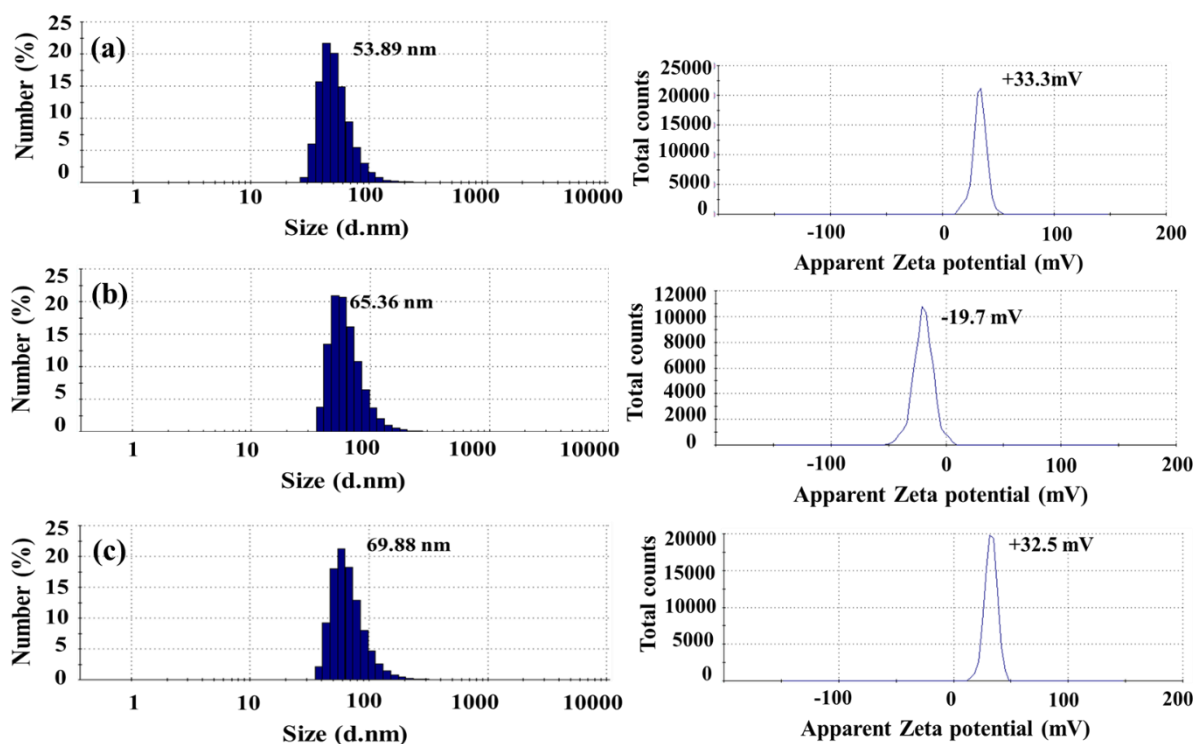 (a)
53.89 nm
Number (%)
25
20
15
10
5
0
1 10 100 1000 10000
Size (d.nm)
+33.3mV
Total counts
25000
20000
15000
10000
5000
0
-100 0 100 200
Apparent Zeta potential (mV)
(b)
65.36 nm
Number (%)
25
20
15
10
5
0
1 10 100 1000 10000
Size (d.nm)
-19.7 mV
Total counts
12000
10000
8000
6000
4000
2000
0
-100 0 100 200
Apparent Zeta potential (mV)
(c)
69.88 nm
Number (%)
25
20
15
10
5
0
1 10 100 1000 10000
Size (d.nm)
+32.5 mV
Total counts
20000
15000
10000
5000
0
-100 0 100 200
Apparent Zeta potential (mV)